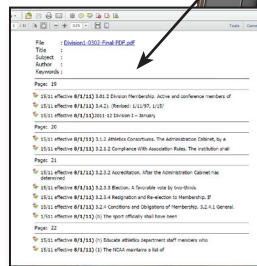 Tools
File : Division1-0302-Final-PDF.pdf
Title :
Subject :
Author :
Keywords :
Page: 19
15/11 effective 8/1/11) 3.01.2 Division Membership. Active and conference members of
15/11 effective 8/1/11) 3.4.2). (Revised: 1/11/97, 1/15/
15/11 effective 8/1/11)2011-12 Division I – January
Page: 20
15/11 effective 8/1/11) 3.1.2 Athletics Consortiums. The Administration Cabinet, by a
15/11 effective 8/1/11) 3.2.1.2 Compliance With Association Rules. The institution shall
Page: 21
15/11 effective 8/1/11) 3.2.3.2 Accreditation. After the Administration Cabinet has
determined
15/11 effective 8/1/11) 3.2.3.3 Election. A favorable vote by two-thirds
15/11 effective 8/1/11) 3.2.3.4 Resignation and Re-election to Membership. If
15/11 effective 8/1/11) 3.2.4 Conditions and Obligations of Membership. 3.2.4.1 General.
1/501 effective 8/1/11) (5) The sport officially shall have been
Page: 22
15/11 effective 8/1/11) (h) Educate athletics department staff members who
15/11 effective 8/1/11) (1) The NCAA maintains a list of